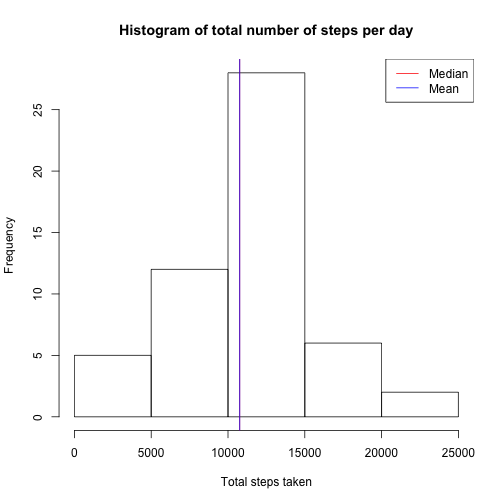 Histogram of total number of steps per day
Median
Mean
Frequency
25
20
15
10
5
0
0 5000 10000 15000 20000 25000
Total steps taken